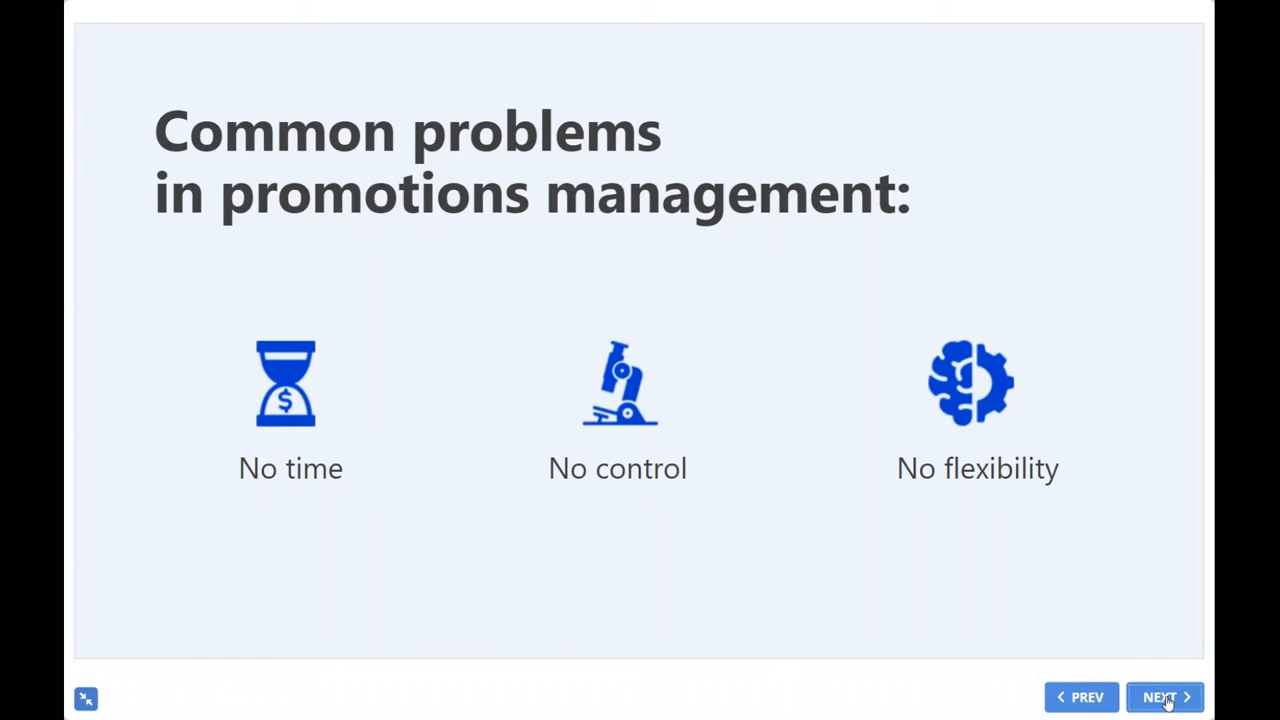 Common problems
in promotions management:
$
No time
No control
No flexibility
PREV
NEXT